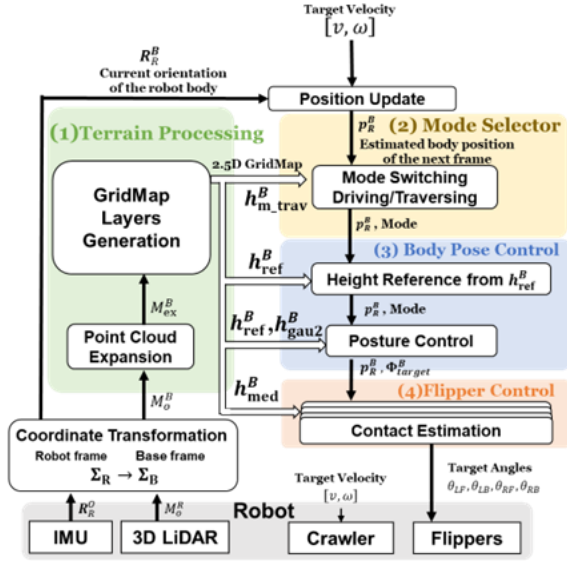 Target Velocity
[v, ω]
R_R^B
Current orientation
of the robot body
Position Update
(1)Terrain Processing
p_R^B
(2) Mode Selector
Estimated body position
of the next frame
2.5D GridMap
GridMap
Layers
Generation
h_{m_trav}^B
Mode Switching
Driving/Traversing
p_R^B, Mode
(3) Body Pose Control
h_ref^B
Height Reference from h_ref^B
M_ex^B
p_R^B, Mode
Point Cloud
Expansion
h_ref^B, h_gau2^B
Posture Control
p_R^B, Φ_target^B
M_o^B
h_med^B
(4)Flipper Control
Contact Estimation
Coordinate Transformation
Robot frame Base frame
Σ_R → Σ_B
Target Velocity
[v, ω]
Target Angles
θ_LF, θ_LB, θ_RF, θ_RB
R_R^O
M_o^R
Robot
IMU
3D LiDAR
Crawler
Flippers